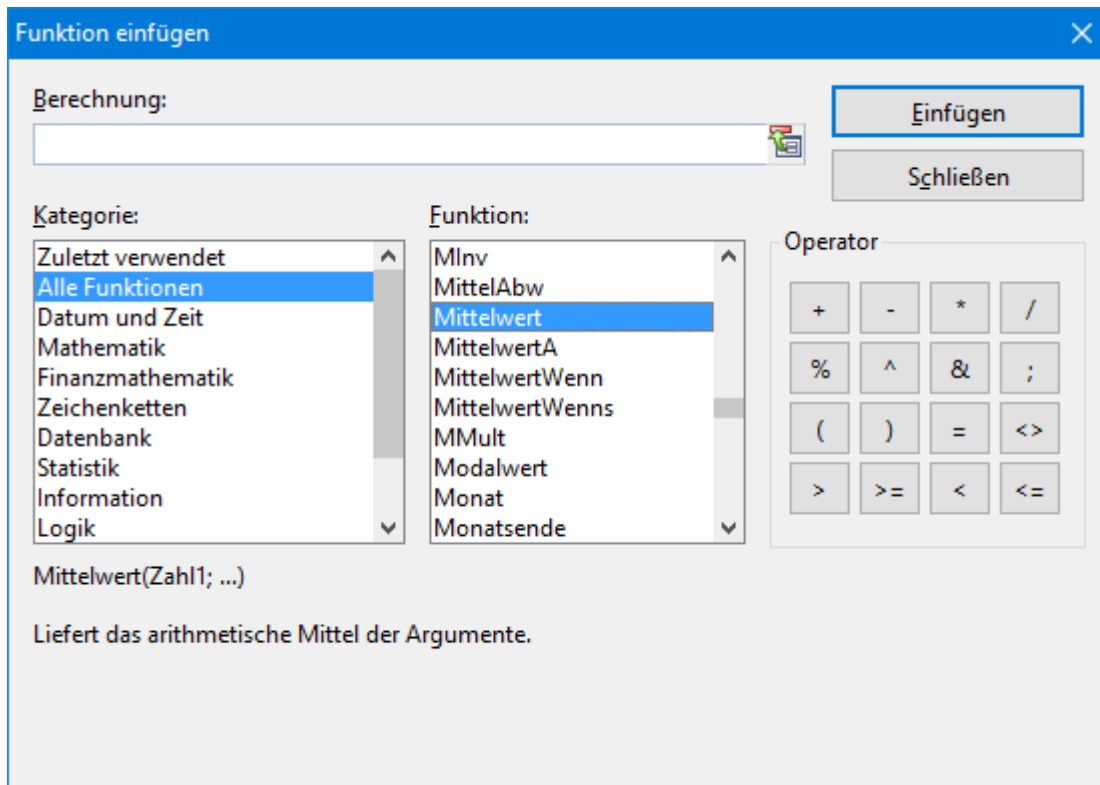 Funktion einfügen
Berechnung:
Einfügen
Schließen
Kategorie:
Zuletzt verwendet
Alle Funktionen
Datum und Zeit
Mathematik
Finanzmathematik
Zeichenketten
Datenbank
Statistik
Information
Logik
Funktion:
MInv
MittelAbw
Mittelwert
MittelwertA
MittelwertWenn
MittelwertWenns
MMult
Modalwert
Monat
Monatsende
Operator
+ - * /
% ^ & ;
( ) = <>
> >= < <=
Mittelwert(Zahl1; ...)
Liefert das arithmetische Mittel der Argumente.